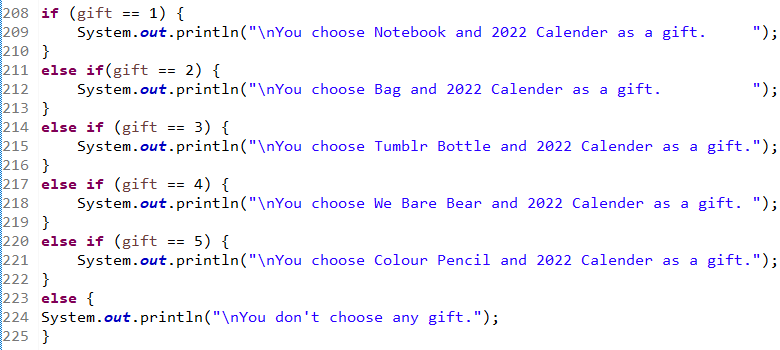 208 if (gift == 1) {
209     System.out.println("\nYou choose Notebook and 2022 Calender as a gift.     ");
210 }
211 else if(gift == 2) {
212     System.out.println("\nYou choose Bag and 2022 Calender as a gift.          ");
213 }
214 else if (gift == 3) {
215     System.out.println("\nYou choose Tumblr Bottle and 2022 Calender as a gift.");
216 }
217 else if (gift == 4) {
218     System.out.println("\nYou choose We Bare Bear and 2022 Calender as a gift. ");
219 }
220 else if (gift == 5) {
221     System.out.println("\nYou choose Colour Pencil and 2022 Calender as a gift.");
222 }
223 else {
224 System.out.println("\nYou don't choose any gift.");
225 }